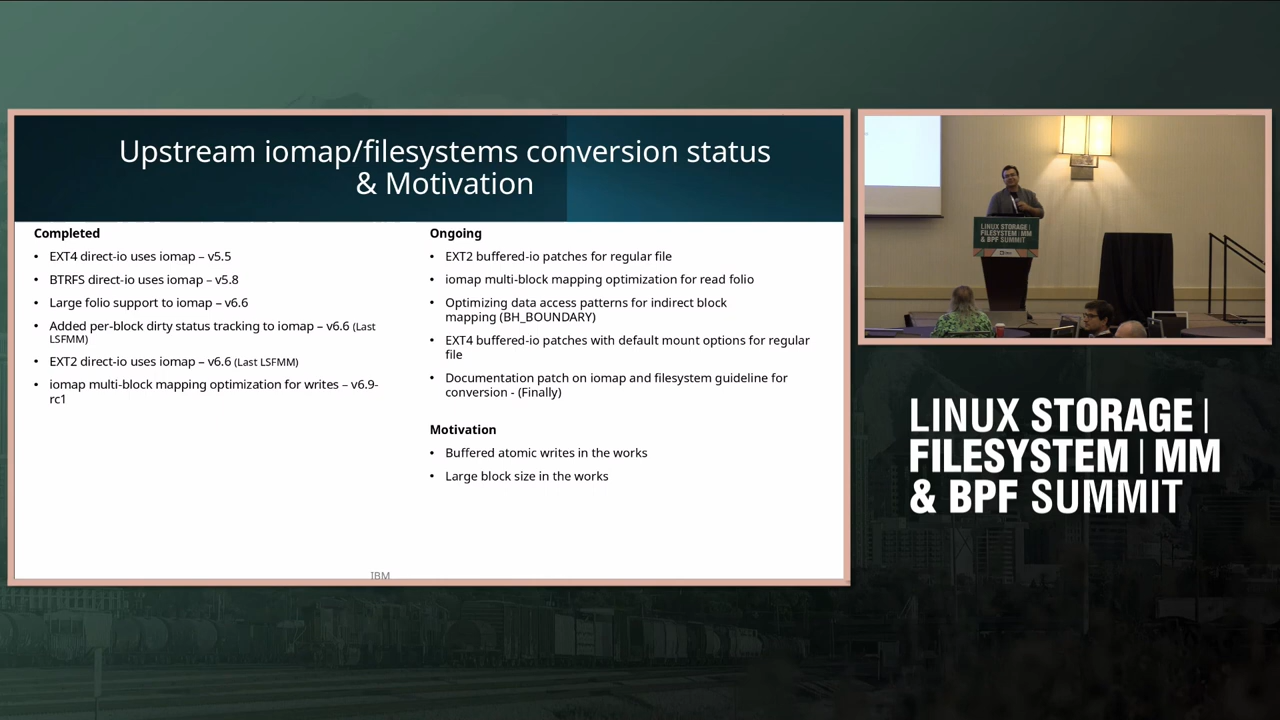 Upstream iomap/filesystems conversion status
& Motivation
Completed
• EXT4 direct-io uses iomap – v5.5
• BTRFS direct-io uses iomap – v5.8
• Large folio support to iomap – v6.6
• Added per-block dirty status tracking to iomap – v6.6 (Last
LSFMM)
• EXT2 direct-io uses iomap – v6.6 (Last LSFMM)
• iomap multi-block mapping optimization for writes – v6.9-
rc1
Ongoing
• EXT2 buffered-io patches for regular file
• iomap multi-block mapping optimization for read folio
• Optimizing data access patterns for indirect block
mapping (BH_BOUNDARY)
• EXT4 buffered-io patches with default mount options for regular
file
• Documentation patch on iomap and filesystem guideline for
conversion - (Finally)
Motivation
• Buffered atomic writes in the works
• Large block size in the works
IBM
LINUX STORAGE |
FILESYSTEM | MM
& BPF SUMMIT
LINUX STORAGE |
FILESYSTEM | MM
& BPF SUMMIT